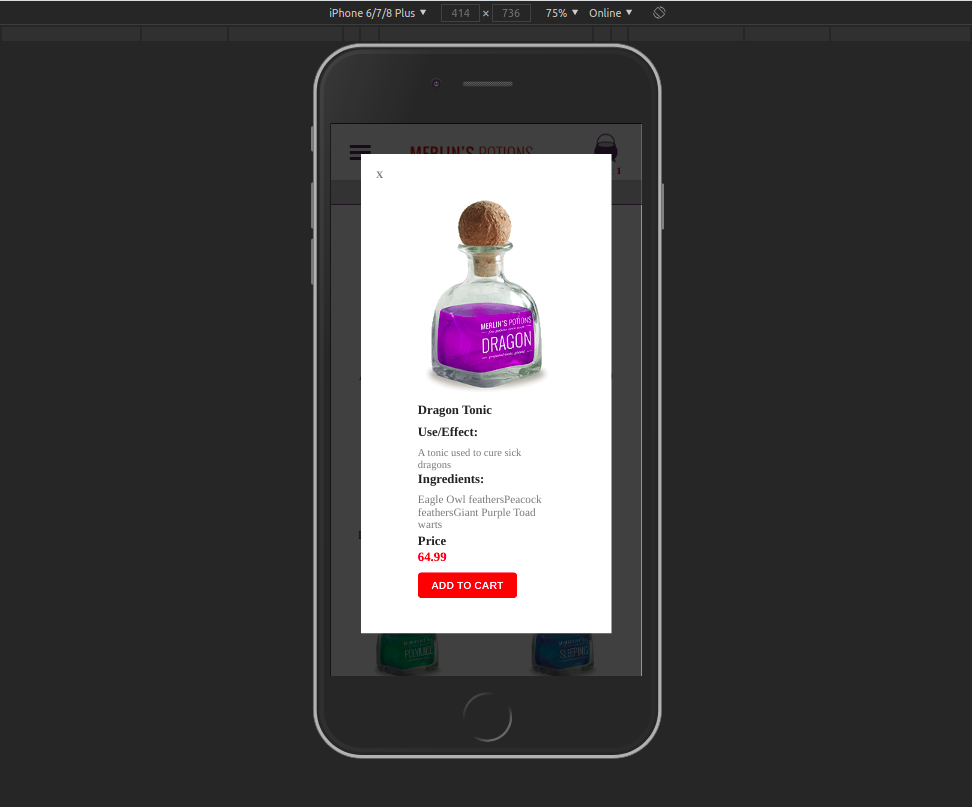 iPhone 6/7/8 Plus ▼ 414 × 736 75% ▼ Online ▼
MERLIN'S POTIONS
1
x
MERLIN'S POTIONS
DRAGON
Dragon Tonic
Use/Effect:
A tonic used to cure sick
dragons
Ingredients:
Eagle Owl feathersPeacock
feathersGiant Purple Toad
warts
Price
64.99
ADD TO CART
POLYJUICE
SLEEPING